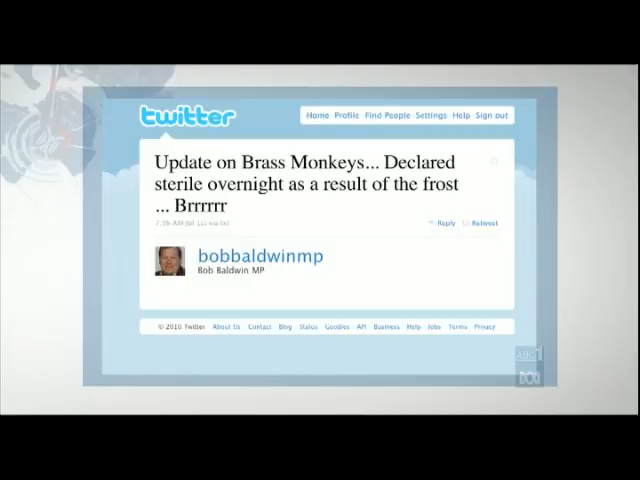 twitter
Home Profile Find People Settings Help Sign out
Update on Brass Monkeys... Declared
sterile overnight as a result of the frost
... Brrrrrr
Reply Retweet
bobbaldwinmp
Bob Baldwin MP
© 2010 Twitter About Us Contact Blog Status Goodies API Business Help Jobs Terms Privacy
ABC1